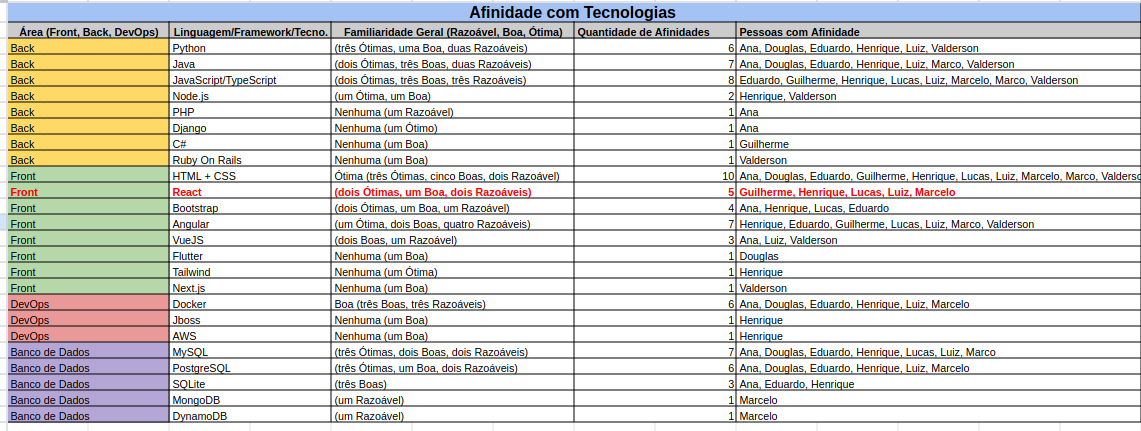 Afinidade com Tecnologias
Área (Front, Back, DevOps) Linguagem/Framework/Tecno. Familiaridade Geral (Razoável, Boa, Ótima) Quantidade de Afinidades Pessoas com Afinidade
Back Python (três Ótimas, uma Boa, duas Razoáveis) 6 Ana, Douglas, Eduardo, Henrique, Luiz, Valderson
Back Java (dois Ótimas, três Boas, duas Razoáveis) 7 Ana, Douglas, Eduardo, Henrique, Luiz, Marco, Valderson
Back JavaScript/TypeScript (dois Ótimas, três Boas, três Razoáveis) 8 Eduardo, Guilherme, Henrique, Lucas, Luiz, Marcelo, Marco, Valderson
Back Node.js (um Ótima, um Boa) 2 Henrique, Valderson
Back PHP Nenhuma (um Razoável) 1 Ana
Back Django Nenhuma (um Ótimo) 1 Ana
Back C# Nenhuma (um Boa) 1 Guilherme
Back Ruby On Rails Nenhuma (um Boa) 1 Valderson
Front HTML + CSS Ótima (três Ótimas, cinco Boas, dois Razoável) 10 Ana, Douglas, Eduardo, Guilherme, Henrique, Lucas, Luiz, Marcelo, Marco, Valderso
Front React (dois Ótimas, um Boa, dois Razoáveis) 5 Guilherme, Henrique, Lucas, Luiz, Marcelo
Front Bootstrap (dois Ótimas, um Boa, um Razoável) 4 Ana, Henrique, Lucas, Eduardo
Front Angular (um Ótima, dois Boas, quatro Razoáveis) 7 Henrique, Eduardo, Guilherme, Lucas, Luiz, Marco, Valderson
Front VueJS (dois Boas, um Razoável) 3 Ana, Luiz, Valderson
Front Flutter Nenhuma (um Boa) 1 Douglas
Front Tailwind Nenhuma (um Ótima) 1 Henrique
Front Next.js Nenhuma (um Boa) 1 Valderson
DevOps Docker Boa (três Boas, três Razoáveis) 6 Ana, Douglas, Eduardo, Henrique, Luiz, Marcelo
DevOps Jboss Nenhuma (um Boa) 1 Henrique
DevOps AWS Nenhuma (um Boa) 1 Henrique
Banco de Dados MySQL (três Ótimas, dois Boas, dois Razoáveis) 7 Ana, Douglas, Eduardo, Henrique, Lucas, Luiz, Marco
Banco de Dados PostgreSQL (três Ótimas, um Boa, dois Razoáveis) 6 Ana, Douglas, Eduardo, Henrique, Luiz, Marcelo
Banco de Dados SQLite (três Boas) 3 Ana, Eduardo, Henrique
Banco de Dados MongoDB (um Razoável) 1 Marcelo
Banco de Dados DynamoDB (um Razoável) 1 Marcelo